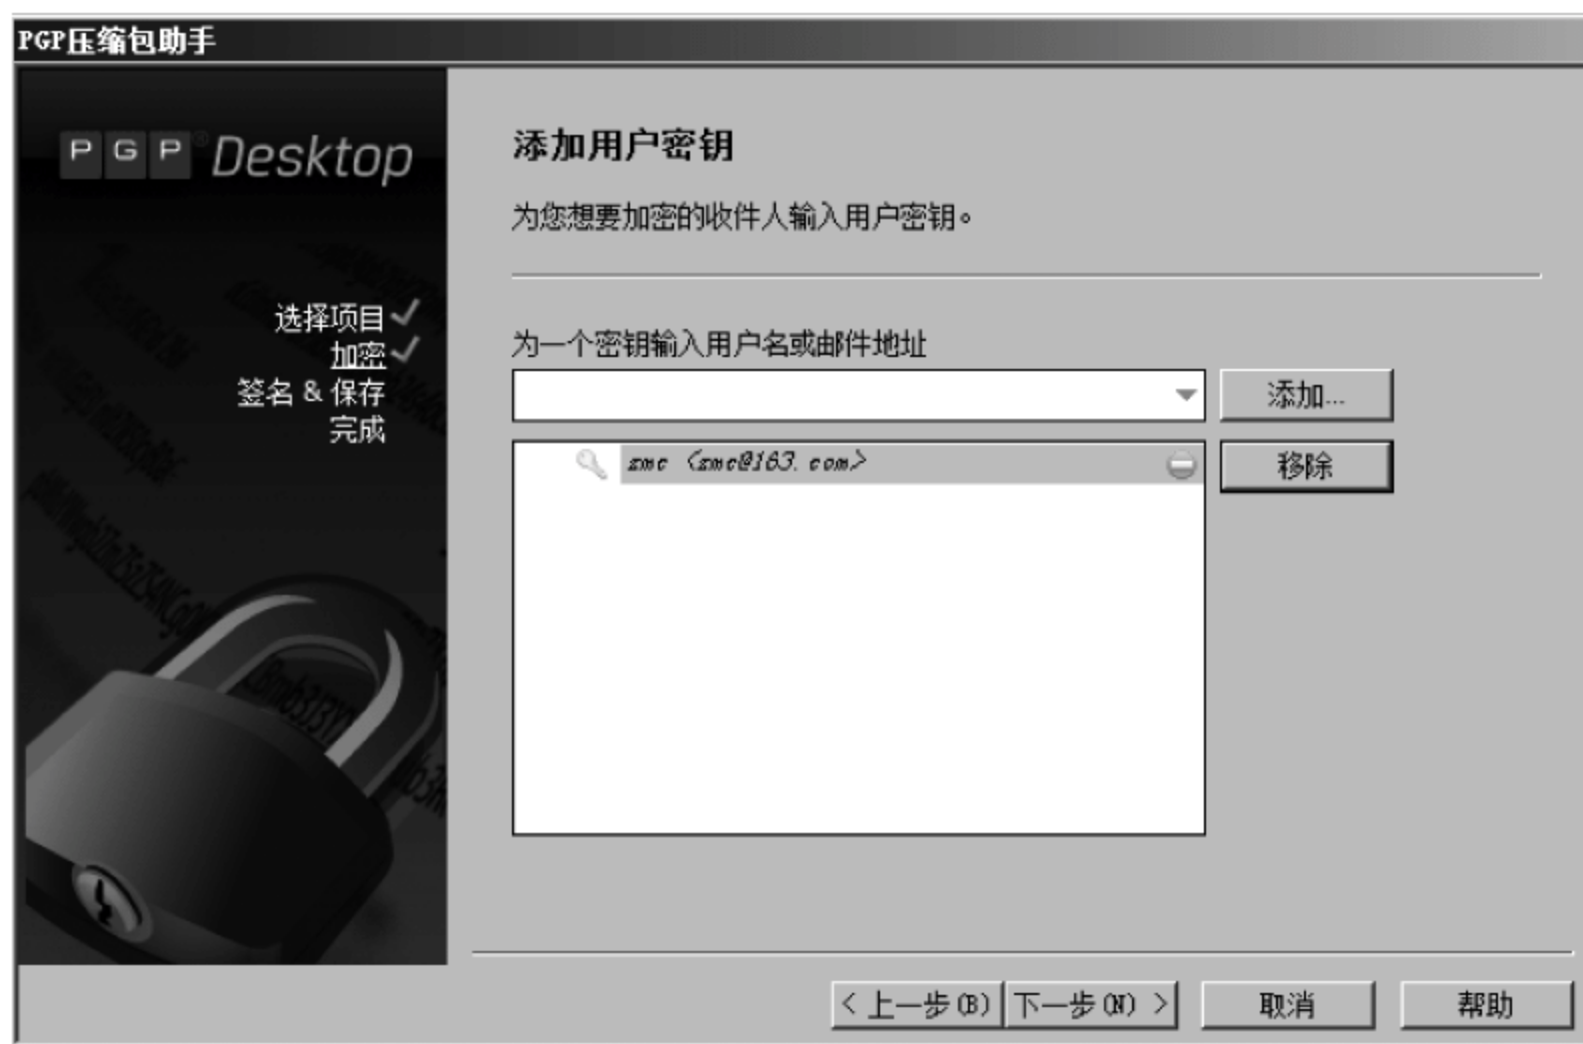 PGP压缩包助手
PGP® Desktop
选择项目
加密
签名 & 保存
完成
添加用户密钥
为您想要加密的收件人输入用户密钥。
为一个密钥输入用户名或邮件地址
添加...
zmc <zmc@163.com>
移除
< 上一步(B)
下一步(N) >
取消
帮助